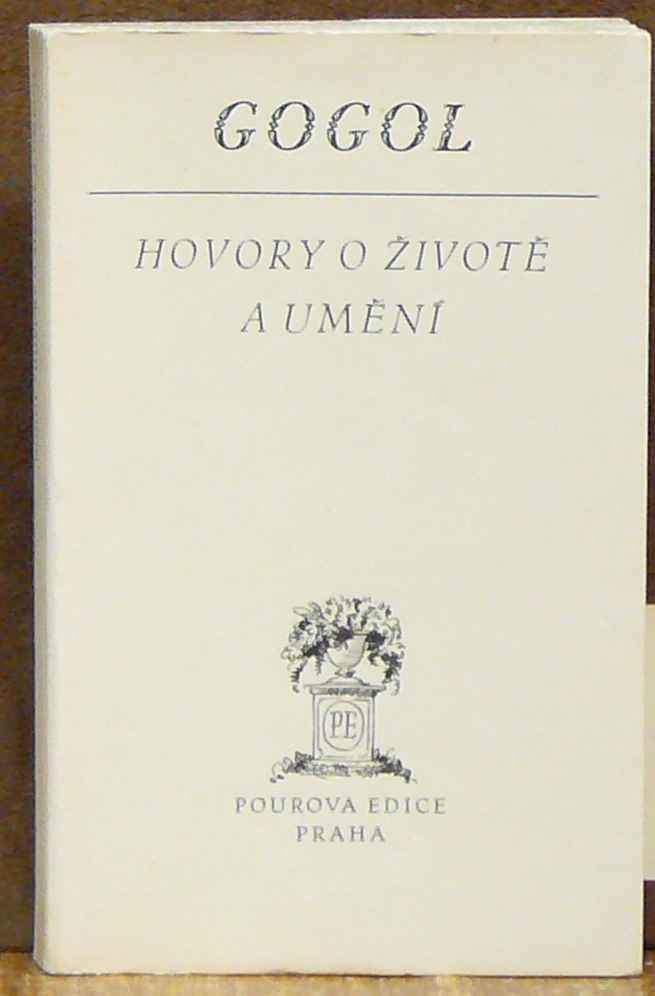 GOGOL
HOVORY O ŽIVOTĚ
A UMĚNÍ
PE
POUROVA EDICE
PRAHA